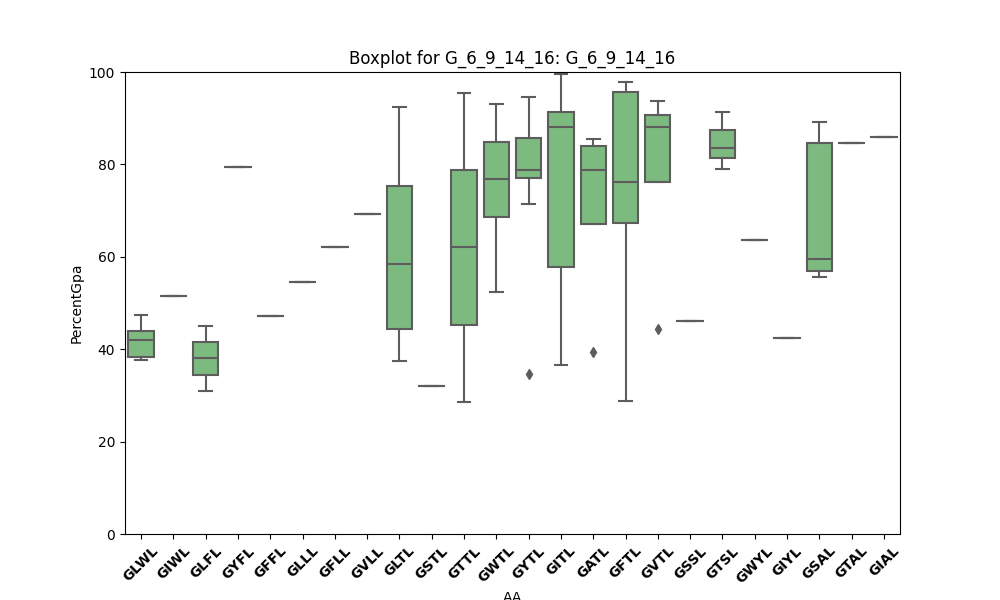 Boxplot for G_6_9_14_16: G_6_9_14_16
100
80
60
40
20
0
PercentGpa
GLWL GIWL GLFL GYFL GFFL GLLL GFLL GVLL GLTL GSTL GTTL GWTL GYTL GITL GATL GFTL GVTL GSSL GTSL GWYL GIYL GSAL GTAL GIAL
AA